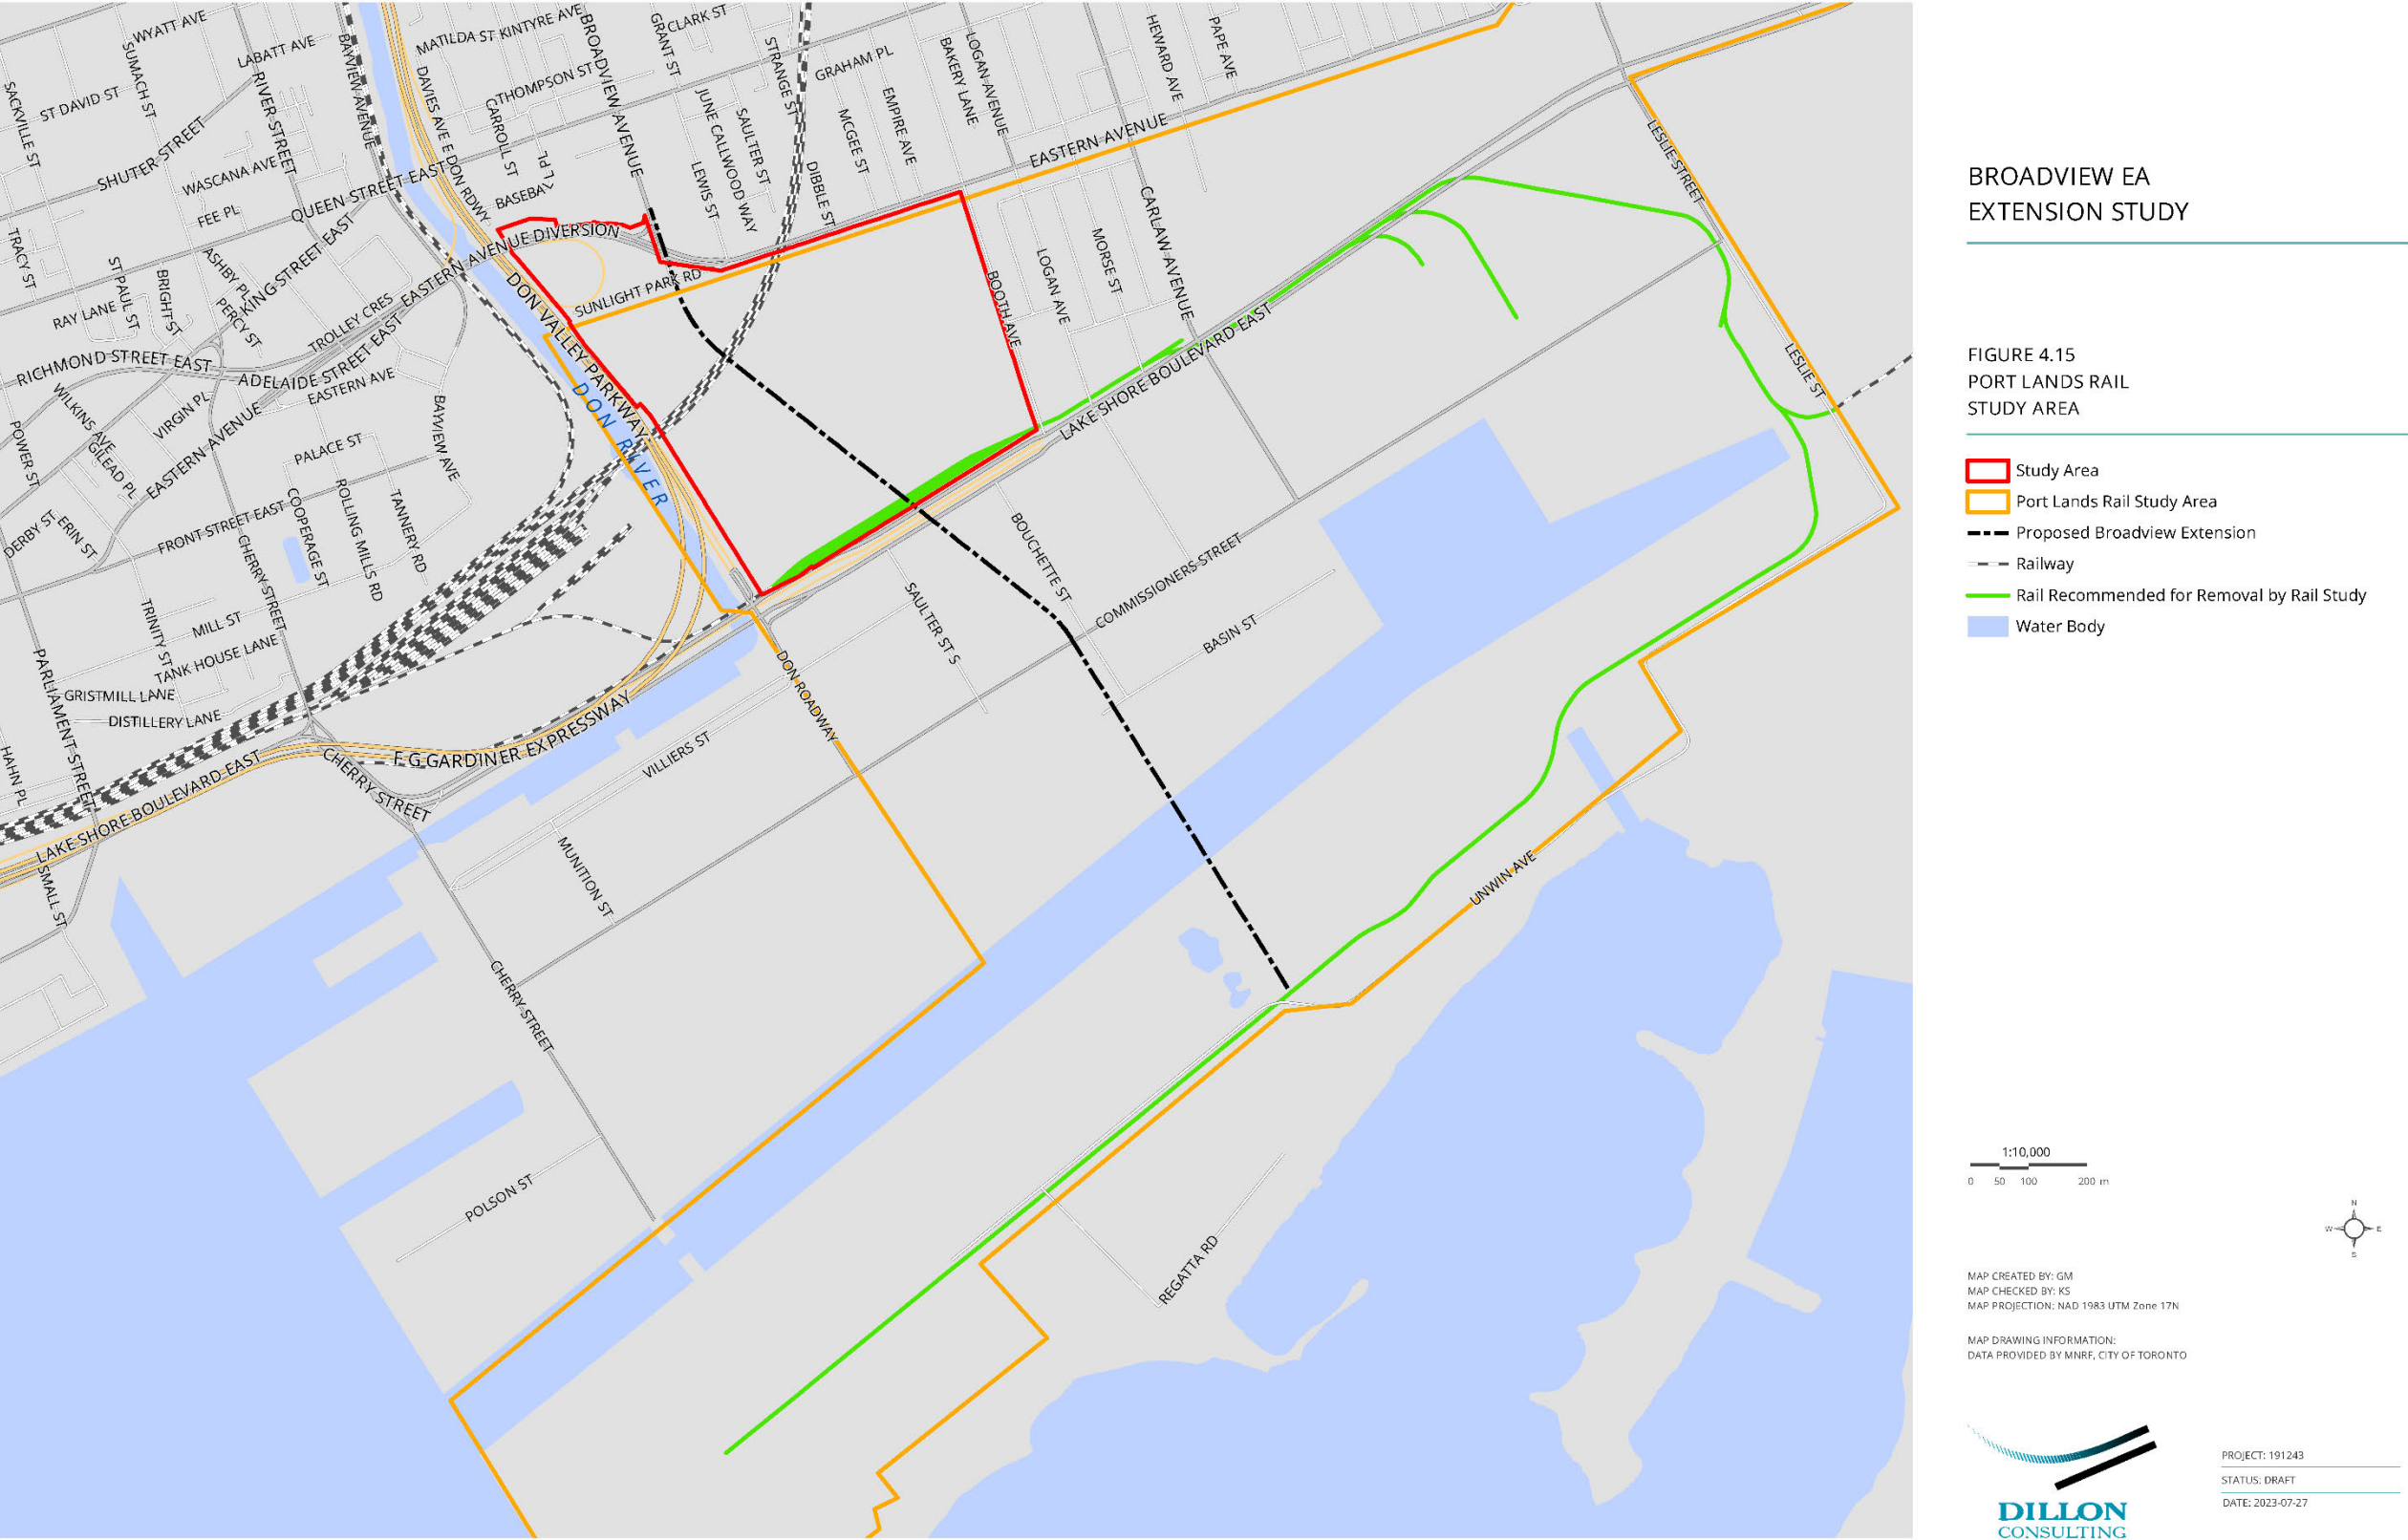 WYATT AVE
SUMACH ST
LABATT AVE
BAYVIEW AVENUE
MATILDA ST
KINTYRE AVE
BROADVIEW AVENUE
GRANT ST
CLARK ST
STRANGE ST
GRAHAM PL
BAKERY LANE
LOGAN AVENUE
HEWARD AVE
PAPE AVE
SACKVILLE ST
ST DAVID ST
RIVER STREET
DAVIES AVE
THOMPSON ST
CARROLL ST
JUNE CALLWOOD WAY
SAULTER ST
MCGEE ST
EMPIRE AVE
EASTERN AVENUE
LESLIE STREET
SHUTER STREET
WASCANA AVE
QUEEN STREET EAST
E DON RDWY
BASEBALL PL
LEWIS ST
DIBBLE ST
CARLAW AVENUE
FEE PL
TRACY ST
ST PAUL ST
BRIGHT ST
ASHBY PL
KING STREET EAST
PERCY ST
EASTERN AVENUE DIVERSION
SUNLIGHT PARK RD
BOOTH AVE
LOGAN AVE
MORSE ST
RAY LANE
TROLLEY CRES
DON VALLEY PARKWAY
RICHMOND STREET EAST
ADELAIDE STREET EAST
EASTERN AVE
LAKE SHORE BOULEVARD EAST
LESLIE ST
WILKINS AVE
VIRGIN PL
DON RIVER
POWER ST
GILEAD PL
EASTERN AVENUE
PALACE ST
BAYVIEW AVE
DERBY ST
ERIN ST
FRONT STREET EAST
COOPERAGE ST
ROLLING MILLS RD
TANNERY RD
CHERRY STREET
BOUCHETTE ST
COMMISSIONERS STREET
TRINITY ST
MILL ST
SAULTER ST S
BASIN ST
PARLIAMENT STREET
TANK HOUSE LANE
GRISTMILL LANE
DISTILLERY LANE
DON ROADWAY
HAHN PL
F G GARDINER EXPRESSWAY
VILLIERS ST
CHERRY STREET
LAKE SHORE BOULEVARD EAST
SMALL ST
MUNITION ST
UNWIN AVE
CHERRY STREET
POLSON ST
REGATTA RD
BROADVIEW EA
EXTENSION STUDY
FIGURE 4.15
PORT LANDS RAIL
STUDY AREA
Study Area
Port Lands Rail Study Area
Proposed Broadview Extension
Railway
Rail Recommended for Removal by Rail Study
Water Body
1:10,000
0 50 100 200 m
N
W E
S
MAP CREATED BY: GM
MAP CHECKED BY: KS
MAP PROJECTION: NAD 1983 UTM Zone 17N
MAP DRAWING INFORMATION:
DATA PROVIDED BY MNRF, CITY OF TORONTO
DILLON
CONSULTING
PROJECT: 191243
STATUS: DRAFT
DATE: 2023-07-27